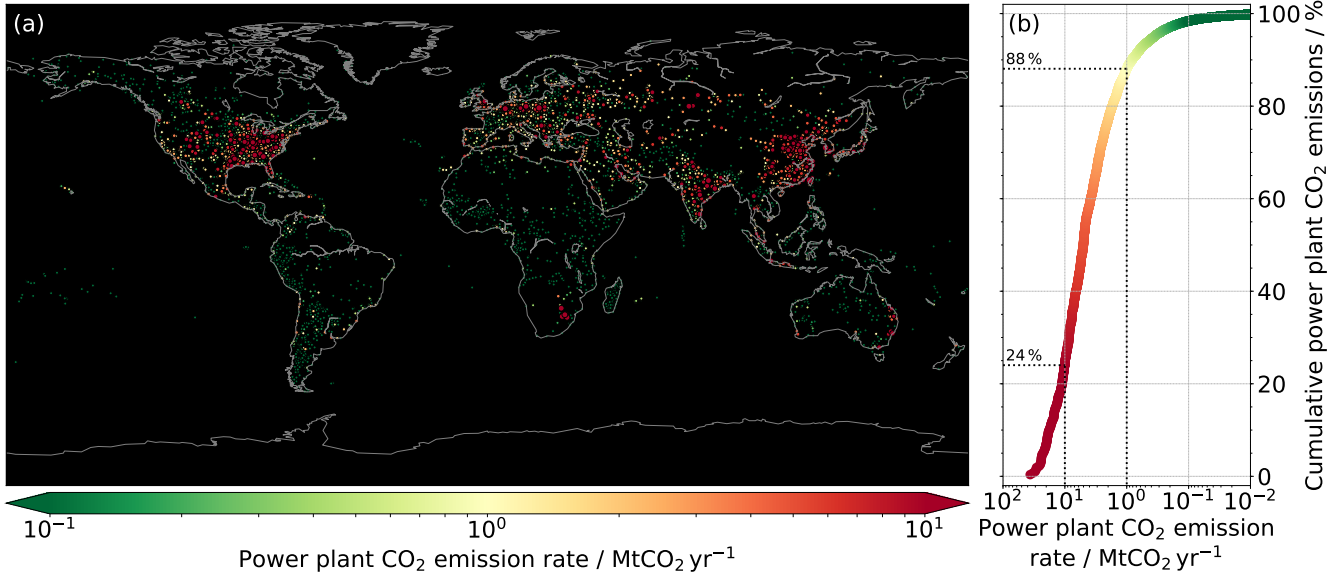 (a)
10⁻¹ 10⁰ 10¹
Power plant CO₂ emission rate / MtCO₂ yr⁻¹
(b)
88 %
24 %
100
80
60
40
20
0
Cumulative power plant CO₂ emissions / %
10² 10¹ 10⁰ 10⁻¹ 10⁻²
Power plant CO₂ emission
rate / MtCO₂ yr⁻¹